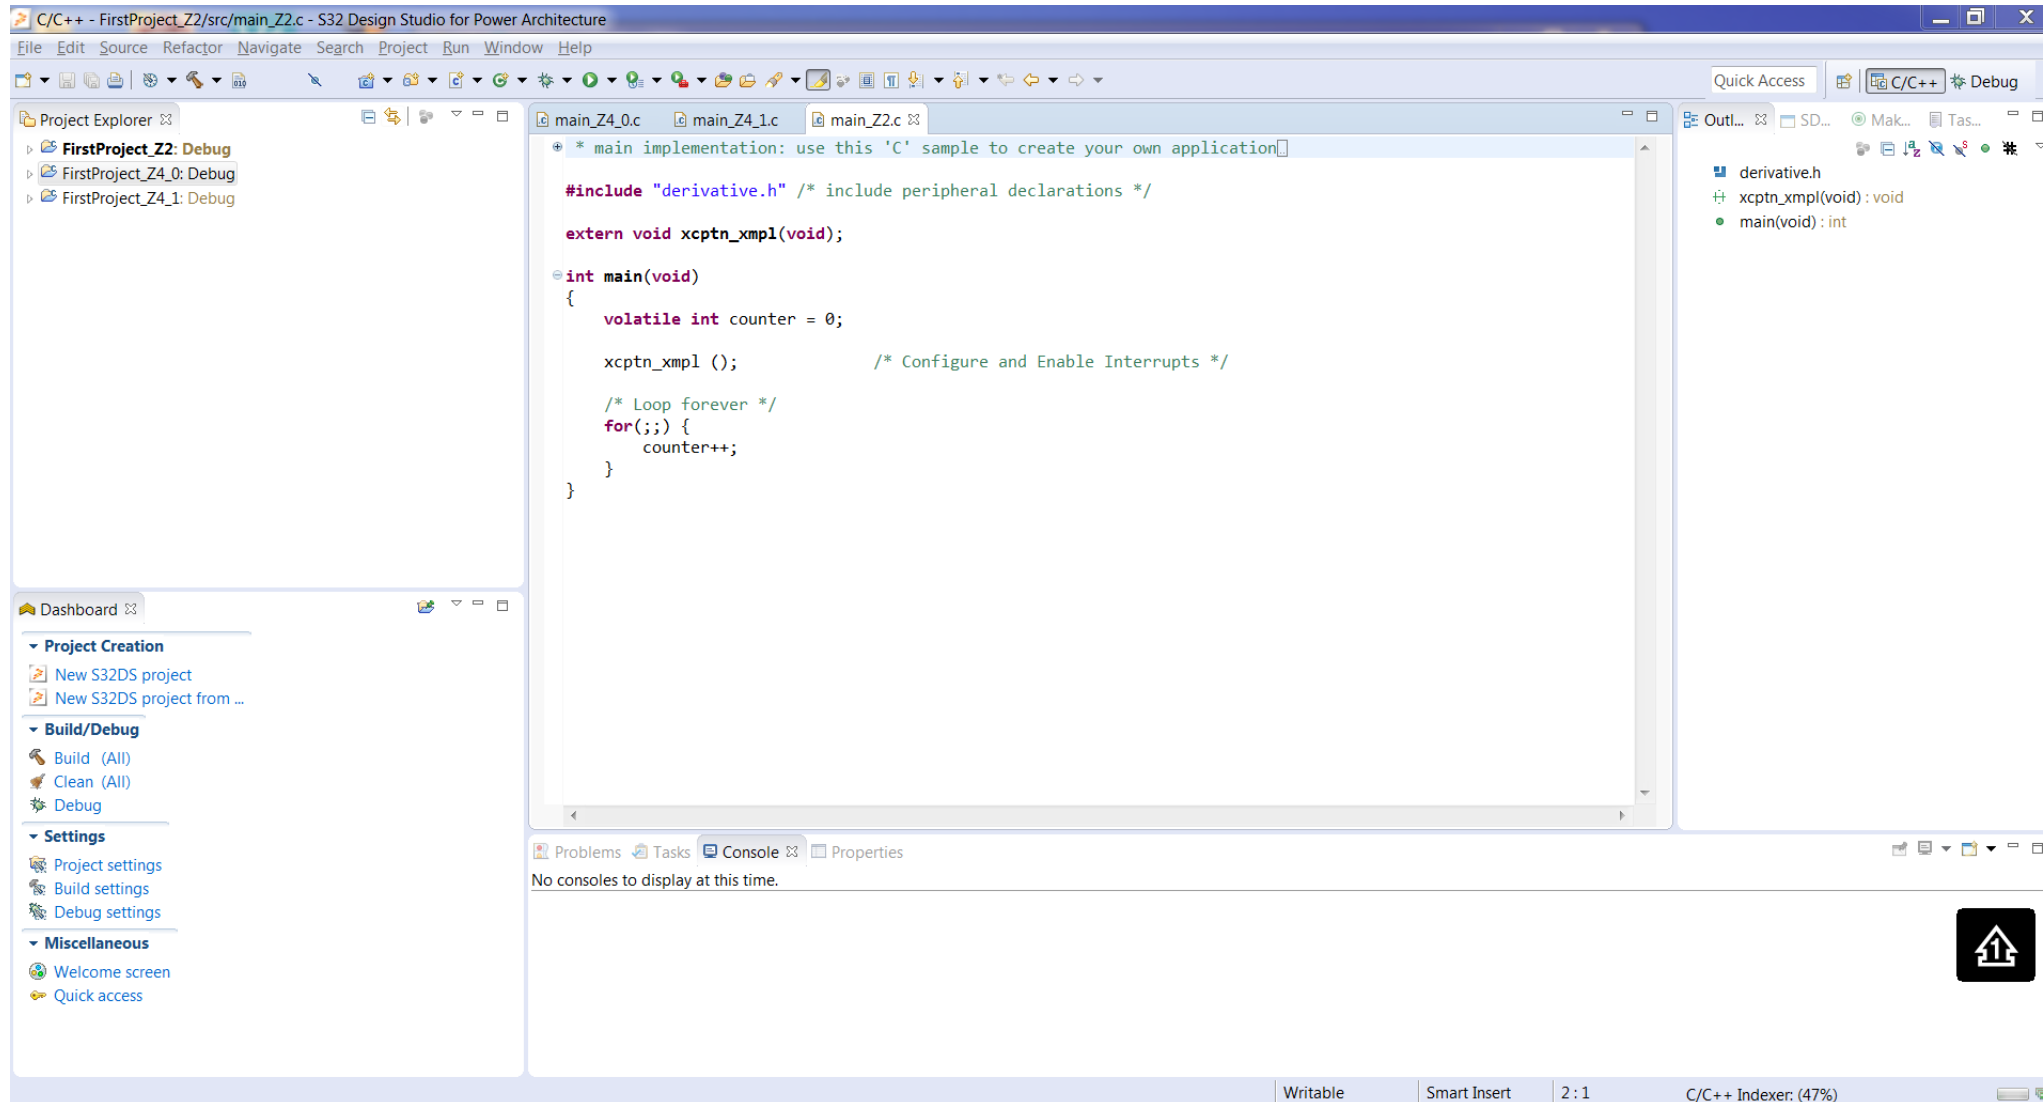 C/C++ - FirstProject_Z2/src/main_Z2.c - S32 Design Studio for Power Architecture
File Edit Source Refactor Navigate Search Project Run Window Help
Quick Access C/C++ Debug
Project Explorer
FirstProject_Z2: Debug
FirstProject_Z4_0: Debug
FirstProject_Z4_1: Debug
main_Z4_0.c main_Z4_1.c main_Z2.c
* main implementation: use this 'C' sample to create your own application
#include "derivative.h" /* include peripheral declarations */
extern void xcptn_xmpl(void);
int main(void)
{
volatile int counter = 0;
xcptn_xmpl (); /* Configure and Enable Interrupts */
/* Loop forever */
for(;;) {
counter++;
}
}
Outl... SD... Mak... Tas...
derivative.h
xcptn_xmpl(void) : void
main(void) : int
Dashboard
Project Creation
New S32DS project
New S32DS project from ...
Build/Debug
Build (All)
Clean (All)
Debug
Settings
Project settings
Build settings
Debug settings
Miscellaneous
Welcome screen
Quick access
Problems Tasks Console Properties
No consoles to display at this time.
1
Writable Smart Insert 2 : 1 C/C++ Indexer: (47%)